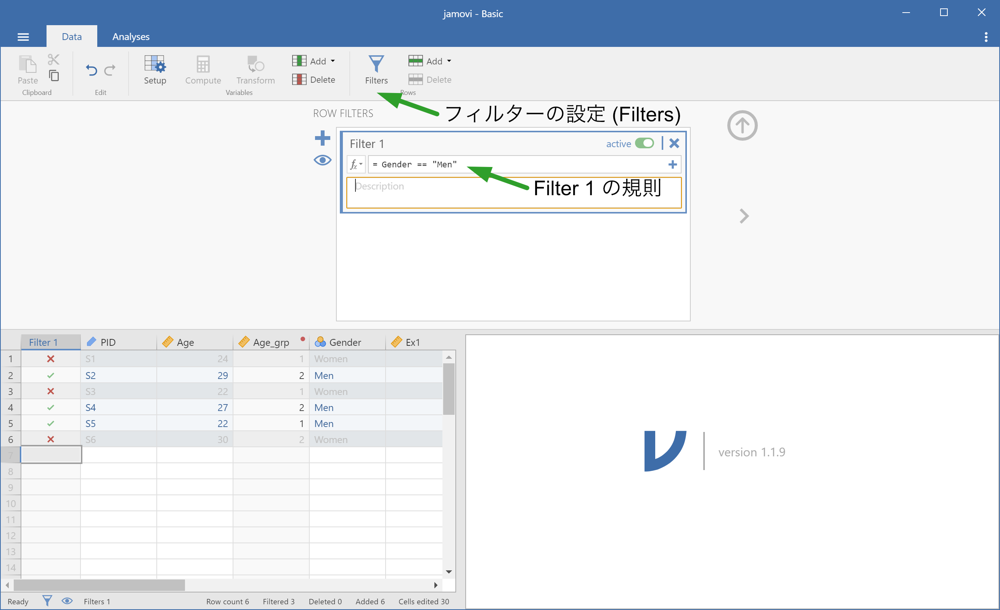 jamovi - Basic
Data Analyses
Paste
Clipboard
Edit
Setup Compute Transform
Add
Delete
Variables
Filters
Add
Delete
Rows
フィルターの設定 (Filters)
ROW FILTERS
Filter 1 active
fx = Gender == "Men"
Description
Filter 1 の規則
Filter 1 PID Age Age_grp Gender Ex1
1 S1 24 1 Women
2 S2 29 2 Men
3 S3 22 1 Women
4 S4 27 2 Men
5 S5 22 1 Men
6 S6 30 2 Women
7
8
9
10
11
12
13
14
version 1.1.9
Ready Filters 1 Row count 6 Filtered 3 Deleted 0 Added 6 Cells edited 30